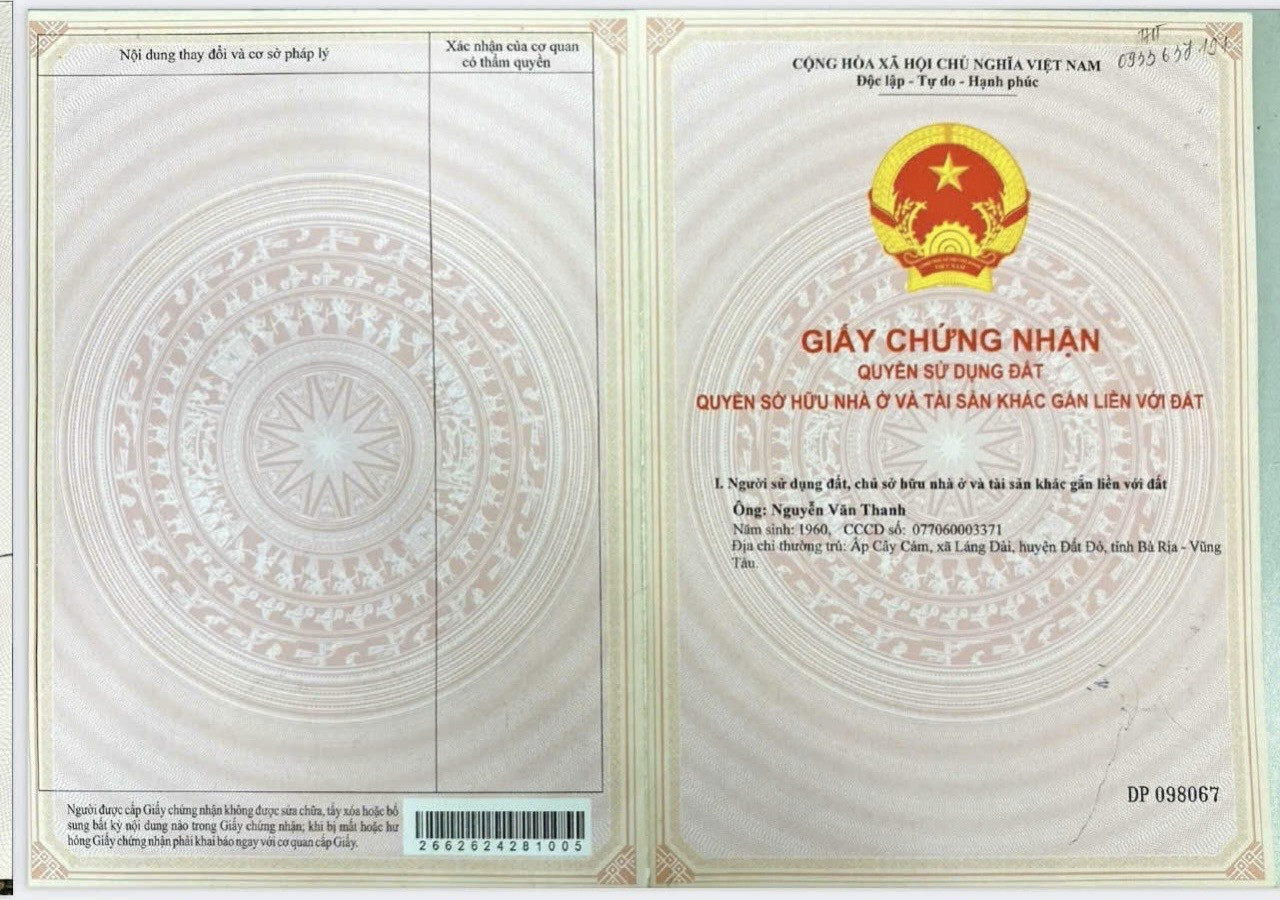 Nội dung thay đổi và cơ sở pháp lý
Xác nhận của cơ quan
có thẩm quyền
Người được cấp Giấy chứng nhận không được sửa chữa, tẩy xóa hoặc bổ
sung bất kỳ nội dung nào trong Giấy chứng nhận; khi bị mất hoặc hư
hỏng Giấy chứng nhận phải khai báo ngay với cơ quan cấp Giấy.
2662624281005
CỘNG HÒA XÃ HỘI CHỦ NGHĨA VIỆT NAM
Độc lập - Tự do - Hạnh phúc
GIẤY CHỨNG NHẬN
QUYỀN SỬ DỤNG ĐẤT
QUYỀN SỞ HỮU NHÀ Ở VÀ TÀI SẢN KHÁC GẮN LIỀN VỚI ĐẤT
I. Người sử dụng đất, chủ sở hữu nhà ở và tài sản khác gắn liền với đất
Ông: Nguyễn Văn Thanh
Năm sinh: 1960, CCCD số: 077060003371
Địa chỉ thường trú: Ấp Cây Cám, xã Láng Dài, huyện Đất Đỏ, tỉnh Bà Rịa - Vũng
Tàu.
DP 098067